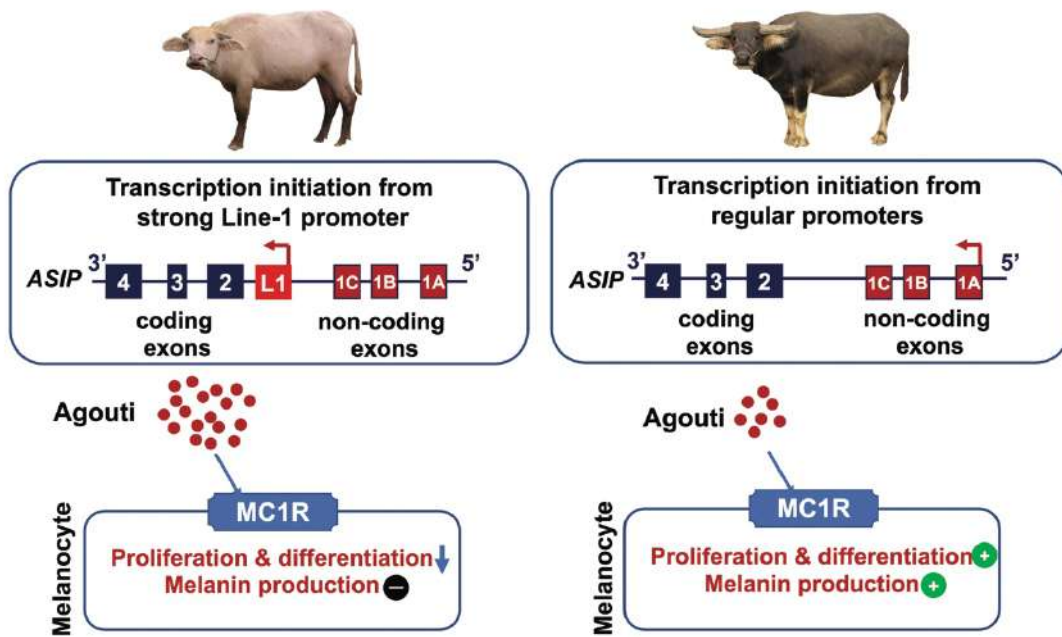 Transcription initiation from
strong Line-1 promoter
3’ 5’
ASIP 4 3 2 L1 1C 1B 1A
coding non-coding
exons exons
Agouti
Melanocyte
MC1R
Proliferation & differentiation
Melanin production −
Transcription initiation from
regular promoters
3’ 5’
ASIP 4 3 2 1C 1B 1A
coding non-coding
exons exons
Agouti
Melanocyte
MC1R
Proliferation & differentiation +
Melanin production +